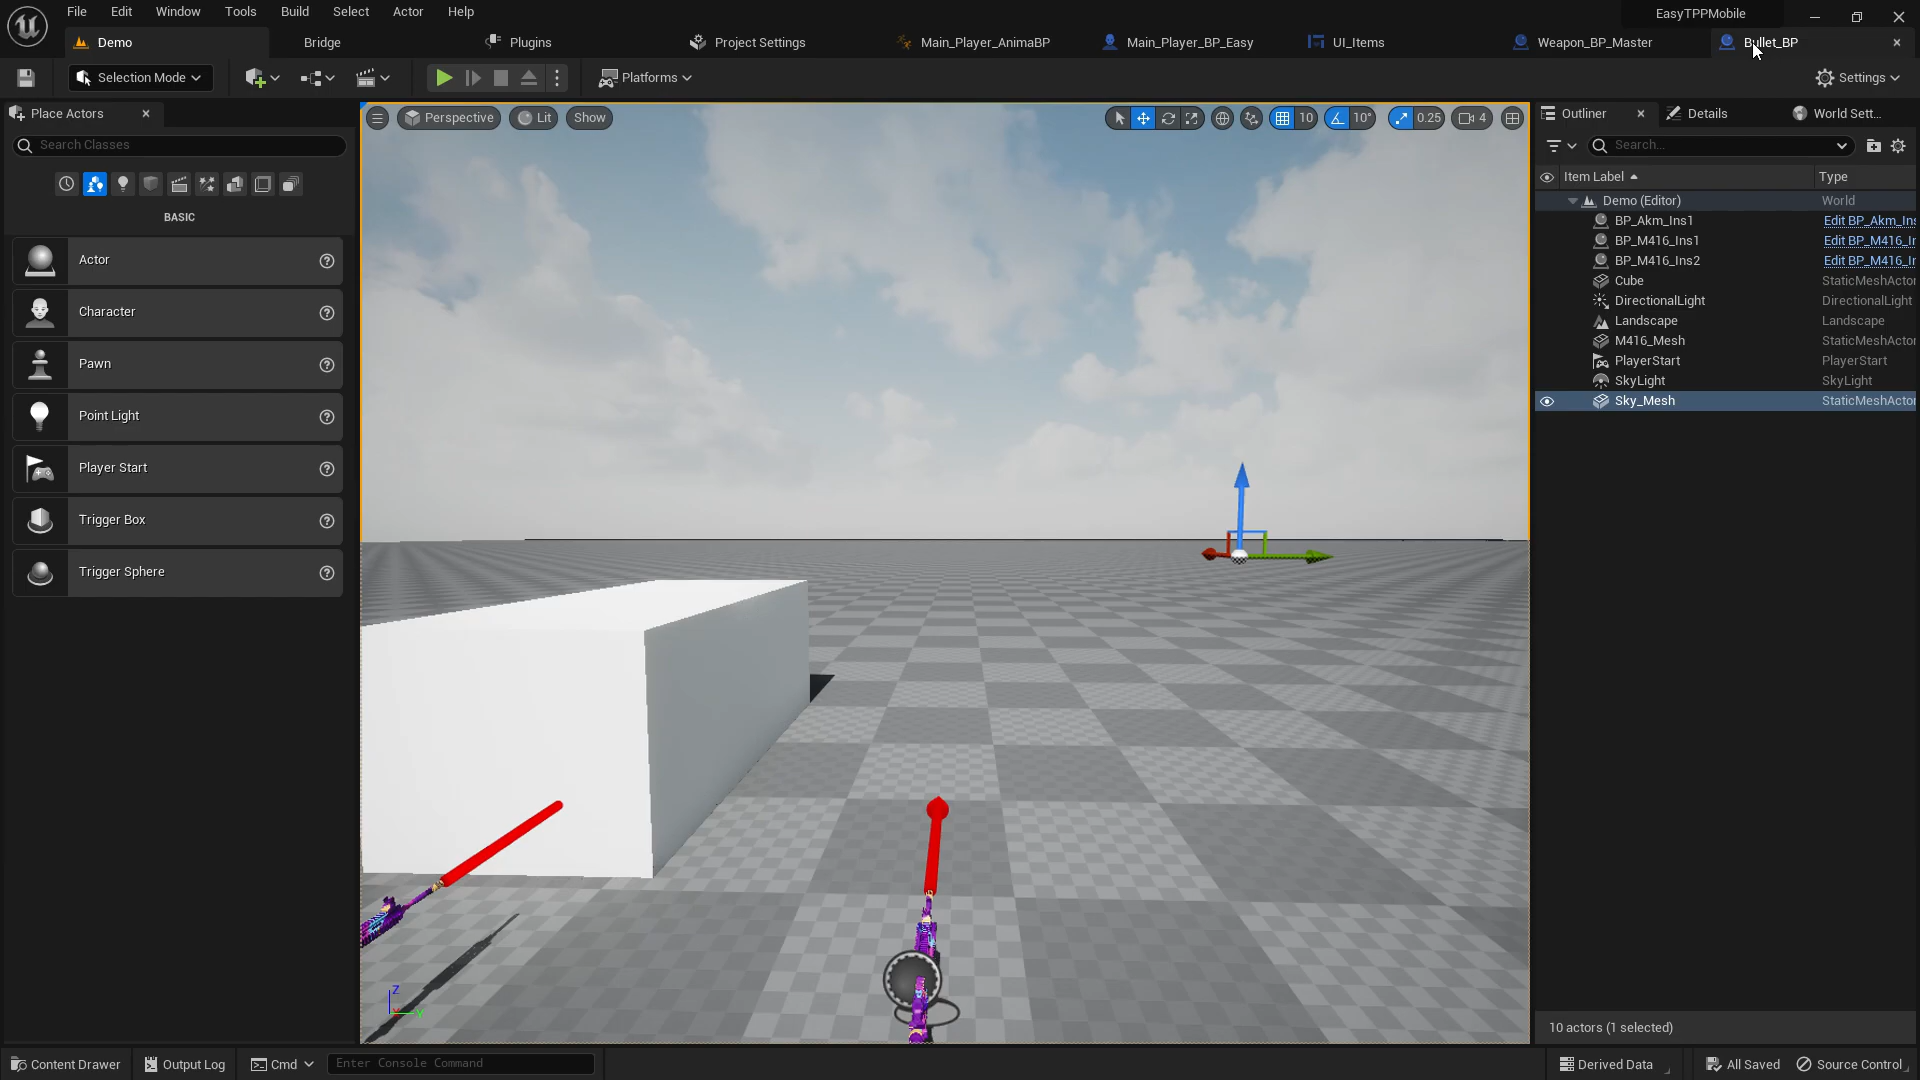 File Edit Window Tools Build Select Actor Help
EasyTPPMobile
Demo Bridge Plugins Project Settings Main_Player_AnimaBP Main_Player_BP_Easy UI_Items Weapon_BP_Master Bullet_BP
Selection Mode Platforms Settings
Place Actors
Search Classes
BASIC
Actor
Character
Pawn
Point Light
Player Start
Trigger Box
Trigger Sphere
Perspective Lit Show 10 10° 0.25 4
Z
Y
Outliner Details World Sett...
Search...
Item Label Type
Demo (Editor) World
BP_Akm_Ins1 Edit BP_Akm_Ins
BP_M416_Ins1 Edit BP_M416_Ir
BP_M416_Ins2 Edit BP_M416_Ir
Cube StaticMeshActor
DirectionalLight DirectionalLight
Landscape Landscape
M416_Mesh StaticMeshActor
PlayerStart PlayerStart
SkyLight SkyLight
Sky_Mesh StaticMeshActor
10 actors (1 selected)
Content Drawer Output Log Cmd Enter Console Command Derived Data All Saved Source Control